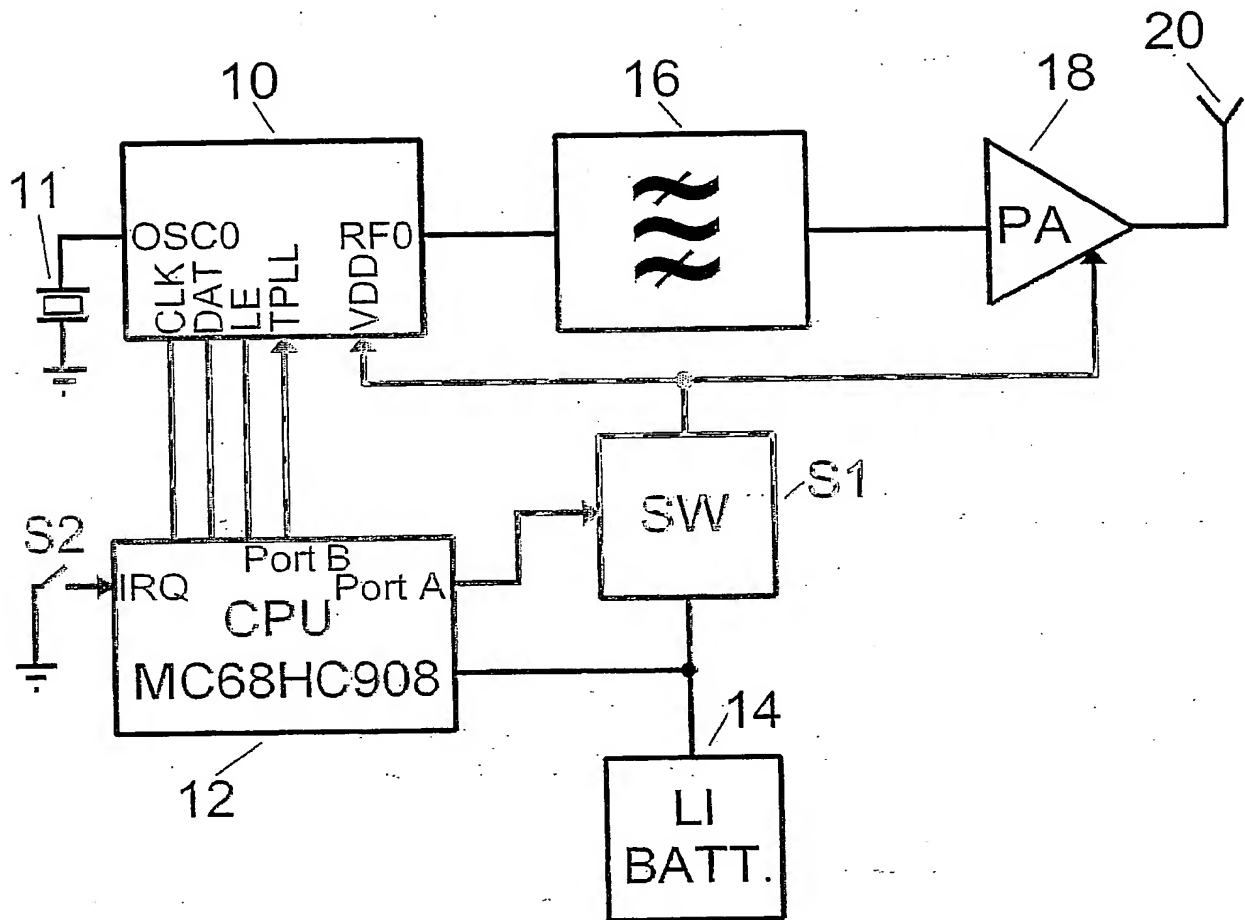 20
10
16
18
11
OSC0
RF0
PA
CLK
DAT
LE
TPLL
VDD
S1
SW
S2
Port B
IRQ
Port A
CPU
MC68HC908
14
12
LI
BATT.